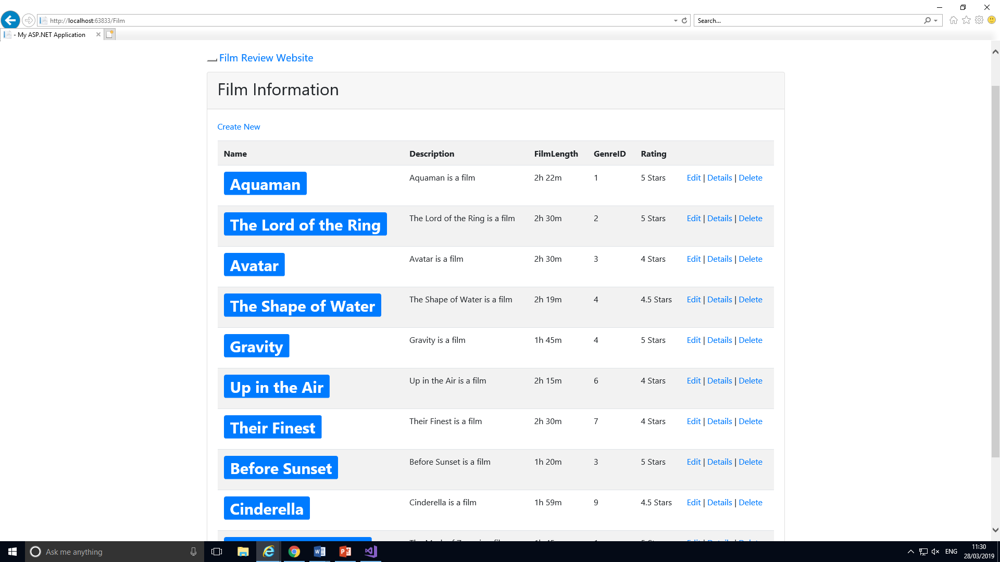 http://localhost:63833/Film
Search...
- My ASP.NET Application
Film Review Website
Film Information
Create New
Name Description FilmLength GenreID Rating
Aquaman Aquaman is a film 2h 22m 1 5 Stars Edit | Details | Delete
The Lord of the Ring The Lord of the Ring is a film 2h 30m 2 5 Stars Edit | Details | Delete
Avatar Avatar is a film 2h 30m 3 4 Stars Edit | Details | Delete
The Shape of Water The Shape of Water is a film 2h 19m 4 4.5 Stars Edit | Details | Delete
Gravity Gravity is a film 1h 45m 4 5 Stars Edit | Details | Delete
Up in the Air Up in the Air is a film 2h 15m 6 4 Stars Edit | Details | Delete
Their Finest Their Finest is a film 2h 30m 7 4 Stars Edit | Details | Delete
Before Sunset Before Sunset is a film 1h 20m 3 5 Stars Edit | Details | Delete
Cinderella Cinderella is a film 1h 59m 9 4.5 Stars Edit | Details | Delete
Ask me anything
ENG
11:30
28/03/2019